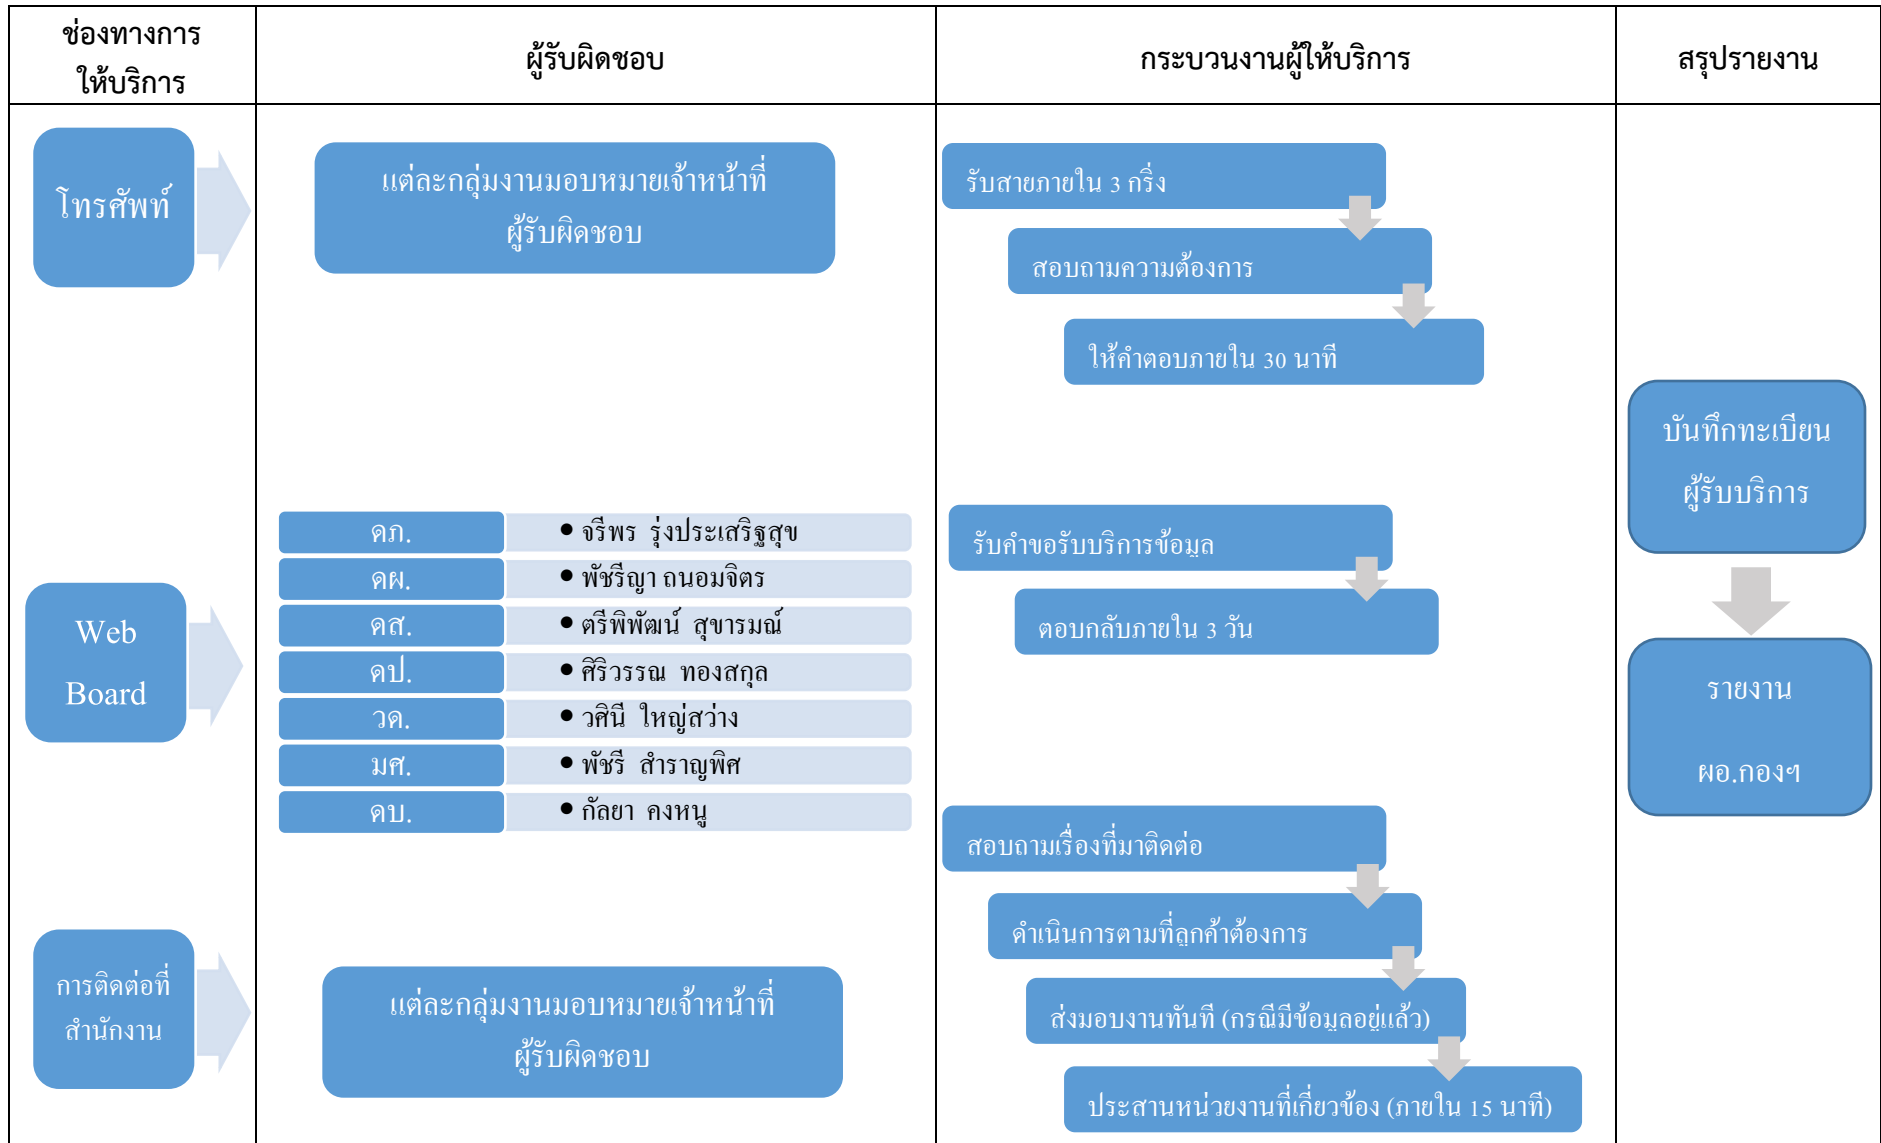 ช่องทางการ
ให้บริการ
ผู้รับผิดชอบ
กระบวนงานผู้ให้บริการ
สรุปรายงาน
โทรศัพท์
แต่ละกลุ่มงานมอบหมายเจ้าหน้าที่
ผู้รับผิดชอบ
รับสายภายใน 3 กริ่ง
สอบถามความต้องการ
ให้คำตอบภายใน 30 นาที
Web
Board
ดภ.
• จรีพร รุ่งประเสริฐสุข
ดผ.
• พัชรีญา ถนอมจิตร
ดส.
• ตรีพิพัฒน์ สุขารมณ์
ดป.
• ศิริวรรณ ทองสกุล
วด.
• วศินี ใหญ่สว่าง
มศ.
• พัชรี สำราญพิศ
ดบ.
• กัลยา คงหนู
รับคำขอรับบริการข้อมูล
ตอบกลับภายใน 3 วัน
การติดต่อที่
สำนักงาน
แต่ละกลุ่มงานมอบหมายเจ้าหน้าที่
ผู้รับผิดชอบ
สอบถามเรื่องที่มาติดต่อ
ดำเนินการตามที่ลูกค้าต้องการ
ส่งมอบงานทันที (กรณีมีข้อมูลอยู่แล้ว)
ประสานหน่วยงานที่เกี่ยวข้อง (ภายใน 15 นาที)
บันทึกทะเบียน
ผู้รับบริการ
รายงาน
ผอ.กองฯ